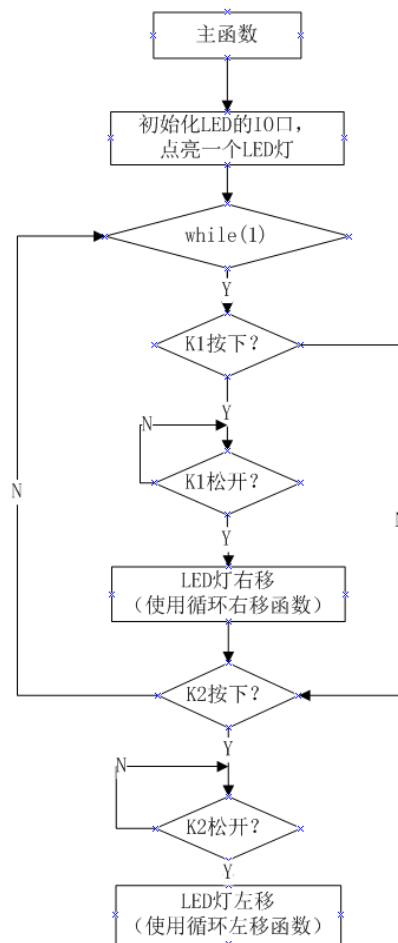 主函数
初始化LED的IO口，
点亮一个LED灯
while(1)
Y
K1按下？
Y
N
K1松开？
N
N
Y
LED灯右移
（使用循环右移函数）
K2按下？
Y
N
K2松开？
Y
LED灯左移
（使用循环左移函数）